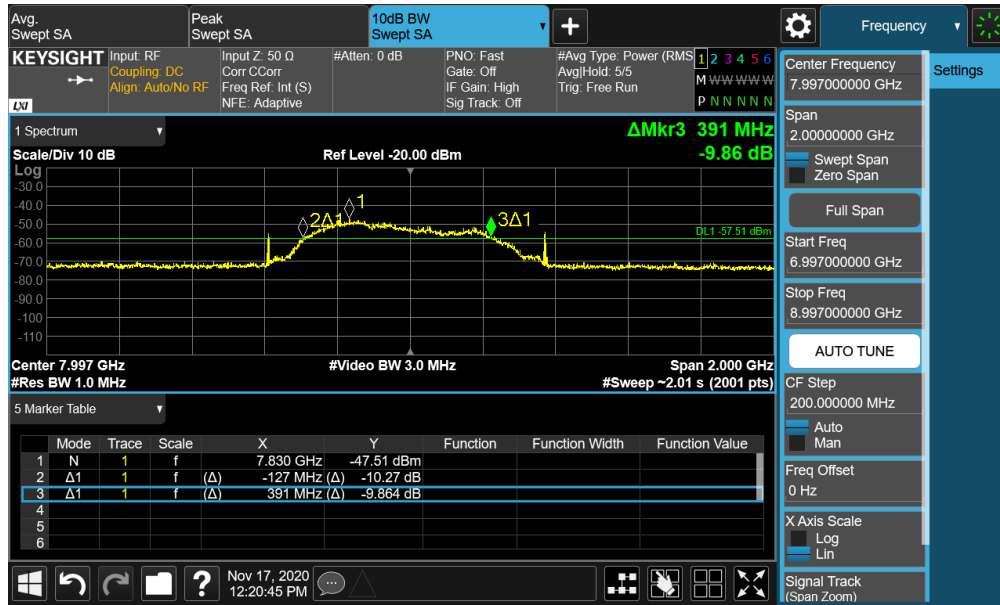 Avg.
Swept SA
Peak
Swept SA
10dB BW
Swept SA
Frequency
KEYSIGHT
LXI
Input: RF
Coupling: DC
Align: Auto/No RF
Input Z: 50 Ω
Corr CCorr
Freq Ref: Int (S)
NFE: Adaptive
#Atten: 0 dB
PNO: Fast
Gate: Off
IF Gain: High
Sig Track: Off
#Avg Type: Power (RMS
Avg|Hold: 5/5
Trig: Free Run
1 2 3 4 5 6
M W W W W W
P N N N N N
1 Spectrum
ΔMkr3 391 MHz
-9.86 dB
Scale/Div 10 dB
Ref Level -20.00 dBm
Log
-30.0
-40.0
-50.0
-60.0
-70.0
-80.0
-90.0
-100
-110
1
2Δ1
3Δ1
DL1 -57.51 dBm
Center 7.997 GHz
#Video BW 3.0 MHz
Span 2.000 GHz
#Res BW 1.0 MHz
#Sweep ~2.01 s (2001 pts)
5 Marker Table
Mode Trace Scale X Y Function Function Width Function Value
1 N 1 f 7.830 GHz -47.51 dBm
2 Δ1 1 f (Δ) -127 MHz (Δ) -10.27 dB
3 Δ1 1 f (Δ) 391 MHz (Δ) -9.864 dB
4
5
6
Nov 17, 2020
12:20:45 PM
Center Frequency
7.997000000 GHz
Settings
Span
2.00000000 GHz
Swept Span
Zero Span
Full Span
Start Freq
6.997000000 GHz
Stop Freq
8.997000000 GHz
AUTO TUNE
CF Step
200.000000 MHz
Auto
Man
Freq Offset
0 Hz
X Axis Scale
Log
Lin
Signal Track
(Span Zoom)